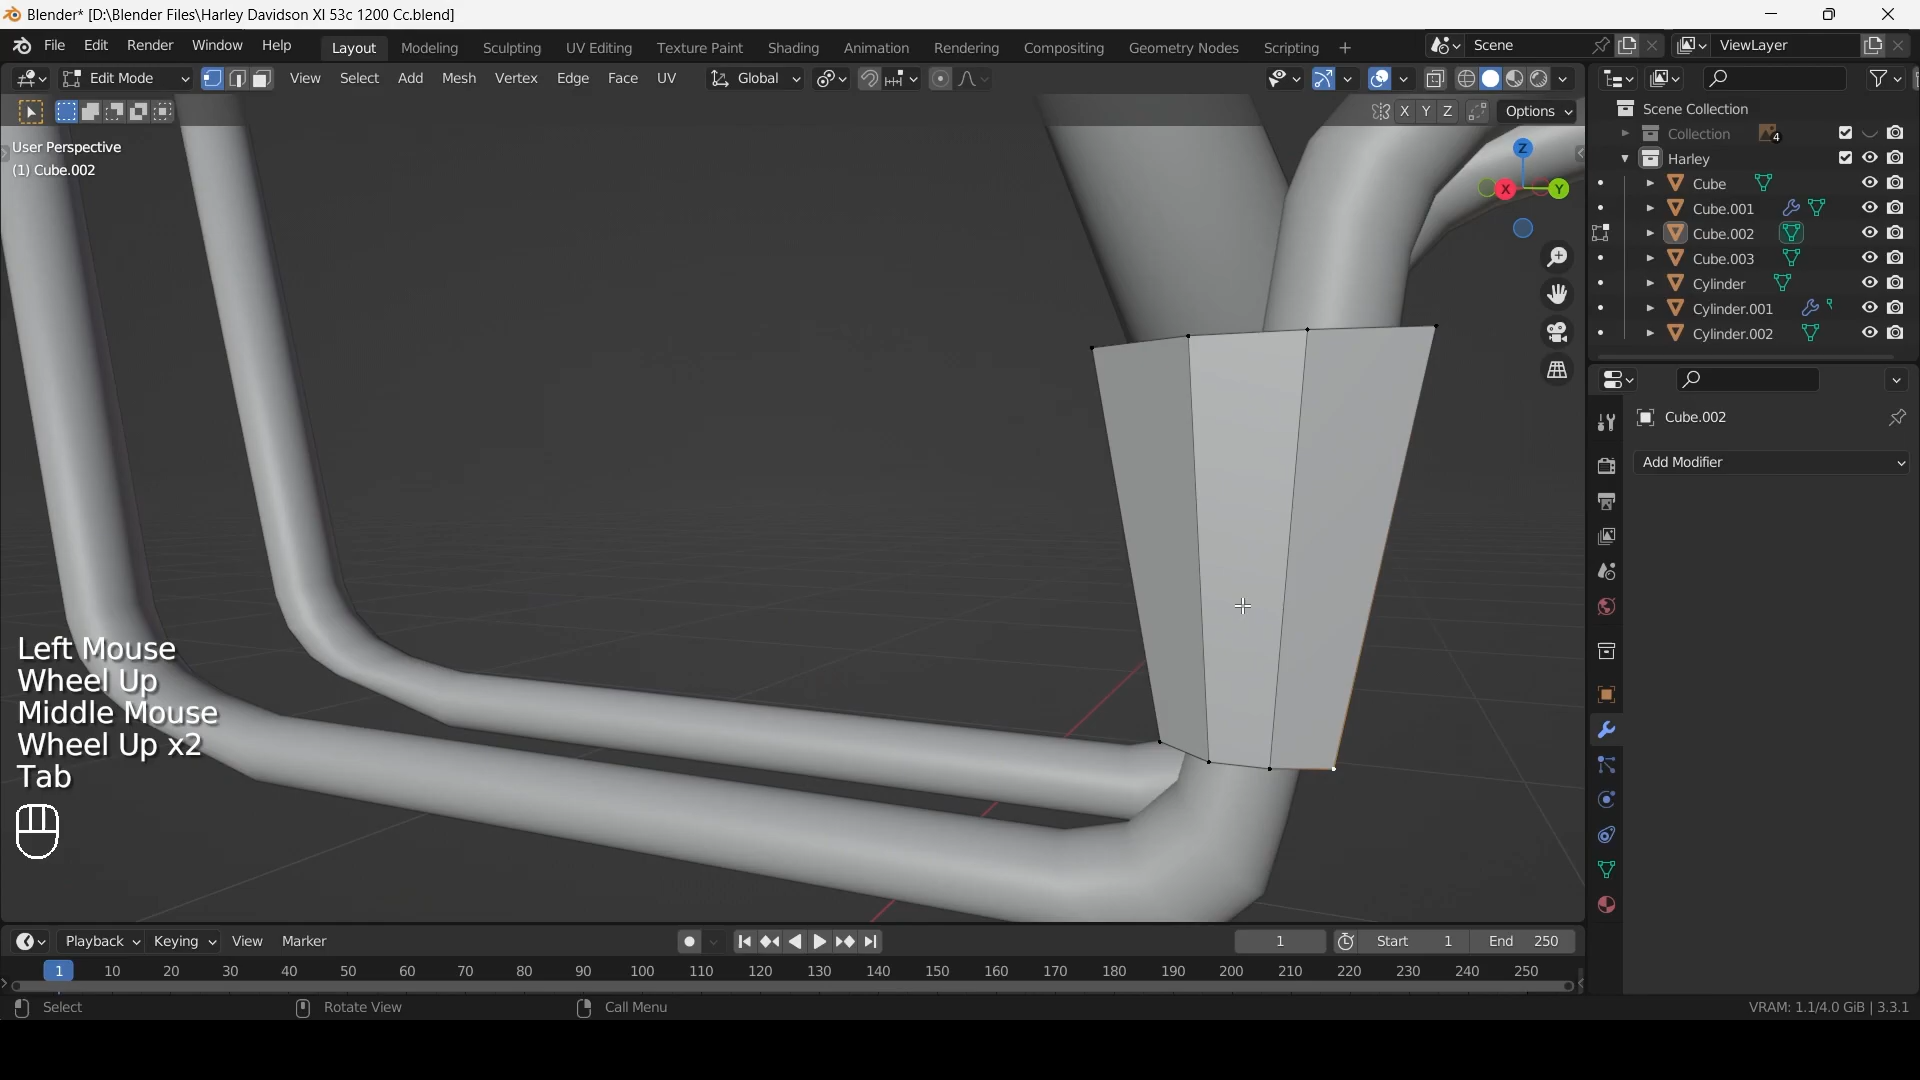 Blender* [D:\Blender Files\Harley Davidson Xl 53c 1200 Cc.blend]
File Edit Render Window Help Layout Modeling Sculpting UV Editing Texture Paint Shading Animation Rendering Compositing Geometry Nodes Scripting + Scene ViewLayer
Edit Mode View Select Add Mesh Vertex Edge Face UV Global
X Y Z Options
User Perspective
(1) Cube.002
Z
X
Y
Scene Collection
Collection 4
Harley
Cube
Cube.001
Cube.002
Cube.003
Cylinder
Cylinder.001
Cylinder.002
Cube.002
Add Modifier
Left Mouse
Wheel Up
Middle Mouse
Wheel Up x2
Tab
Playback Keying View Marker 1 Start 1 End 250
1 10 20 30 40 50 60 70 80 90 100 110 120 130 140 150 160 170 180 190 200 210 220 230 240 250
Select Rotate View Call Menu VRAM: 1.1/4.0 GiB | 3.3.1